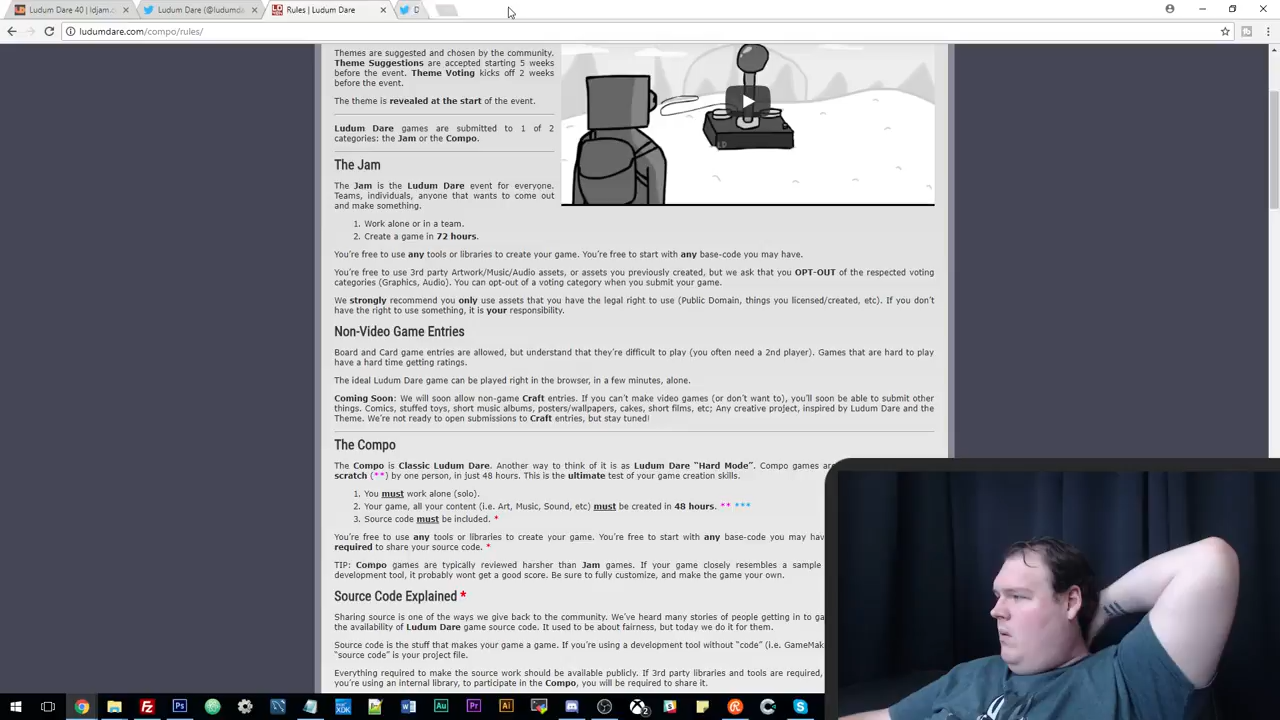 Ludum Dare 40 | ldjam.c
Ludum Dare (@ludumda
Rules | Ludum Dare
D
ludumdare.com/compo/rules/
Themes are suggested and chosen by the community.
Theme Suggestions are accepted starting 5 weeks
before the event. Theme Voting kicks off 2 weeks
before the event.
The theme is revealed at the start of the event.
Ludum Dare games are submitted to 1 of 2
categories: the Jam or the Compo.
The Jam
The Jam is the Ludum Dare event for everyone.
Teams, individuals, anyone that wants to come out
and make something.
1. Work alone or in a team.
2. Create a game in 72 hours.
You're free to use any tools or libraries to create your game. You're free to start with any base-code you may have.
You're free to use 3rd party Artwork/Music/Audio assets, or assets you previously created, but we ask that you OPT-OUT of the respected voting
categories (Graphics, Audio). You can opt-out of a voting category when you submit your game.
We strongly recommend you only use assets that you have the legal right to use (Public Domain, things you licensed/created, etc). If you don't
have the right to use something, it is your responsibility.
Non-Video Game Entries
Board and Card game entries are allowed, but understand that they're difficult to play (you often need a 2nd player). Games that are hard to play
have a hard time getting ratings.
The ideal Ludum Dare game can be played right in the browser, in a few minutes, alone.
Coming Soon: We will soon allow non-game Craft entries. If you can't make video games (or don't want to), you'll soon be able to submit other
things. Comics, stuffed toys, short music albums, posters/wallpapers, cakes, short films, etc; Any creative project, inspired by Ludum Dare and the
Theme. We're not ready to open submissions to Craft entries, but stay tuned!
The Compo
The Compo is Classic Ludum Dare. Another way to think of it is as Ludum Dare "Hard Mode". Compo games are
scratch (**) by one person, in just 48 hours. This is the ultimate test of your game creation skills.
1. You must work alone (solo).
2. Your game, all your content (i.e. Art, Music, Sound, etc) must be created in 48 hours. ** ***
3. Source code must be included. *
You're free to use any tools or libraries to create your game. You're free to start with any base-code you may hav
required to share your source code. *
TIP: Compo games are typically reviewed harsher than Jam games. If your game closely resembles a sample
development tool, it probably wont get a good score. Be sure to fully customize, and make the game your own.
Source Code Explained *
Sharing source is one of the ways we give back to the community. We've heard many stories of people getting in to ga
the availability of Ludum Dare game source code. It used to be about fairness, but today we do it for them.
Source code is the stuff that makes your game a game. If you're using a development tool without "code" (i.e. GameMak
"source code" is your project file.
Everything required to make the source work should be available publicly. If 3rd party libraries and tools are required,
you're using an internal library, to participate in the Compo, you will be required to share it.